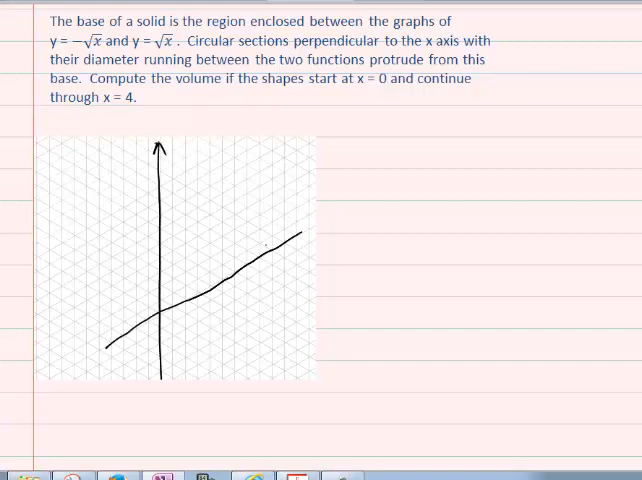 The base of a solid is the region enclosed between the graphs of
y = −√x and y = √x . Circular sections perpendicular to the x axis with
their diameter running between the two functions protrude from this
base. Compute the volume if the shapes start at x = 0 and continue
through x = 4.